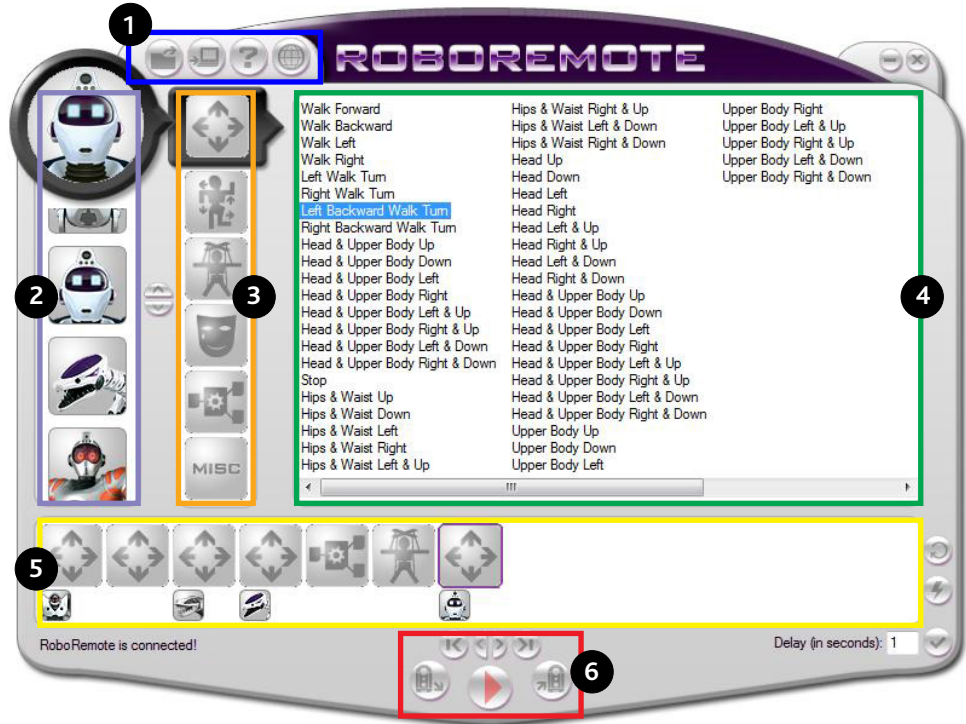 1
ROBOREMOTE
?
Walk Forward
Walk Backward
Walk Left
Walk Right
Left Walk Turn
Right Walk Turn
Left Backward Walk Turn
Right Backward Walk Turn
Head & Upper Body Up
Head & Upper Body Down
Head & Upper Body Left
Head & Upper Body Right
Head & Upper Body Left & Up
Head & Upper Body Right & Up
Head & Upper Body Left & Down
Head & Upper Body Right & Down
Stop
Hips & Waist Up
Hips & Waist Down
Hips & Waist Left
Hips & Waist Right
Hips & Waist Left & Up
Hips & Waist Right & Up
Hips & Waist Left & Down
Hips & Waist Right & Down
Head Up
Head Down
Head Left
Head Right
Head Left & Up
Head Right & Up
Head Left & Down
Head Right & Down
Head & Upper Body Up
Head & Upper Body Down
Head & Upper Body Left
Head & Upper Body Right
Head & Upper Body Left & Up
Head & Upper Body Right & Up
Head & Upper Body Left & Down
Head & Upper Body Right & Down
Upper Body Up
Upper Body Down
Upper Body Left
Upper Body Right
Upper Body Left & Up
Upper Body Right & Up
Upper Body Left & Down
Upper Body Right & Down
2
3
4
MISC
5
RoboRemote is connected!
6
Delay (in seconds): 1